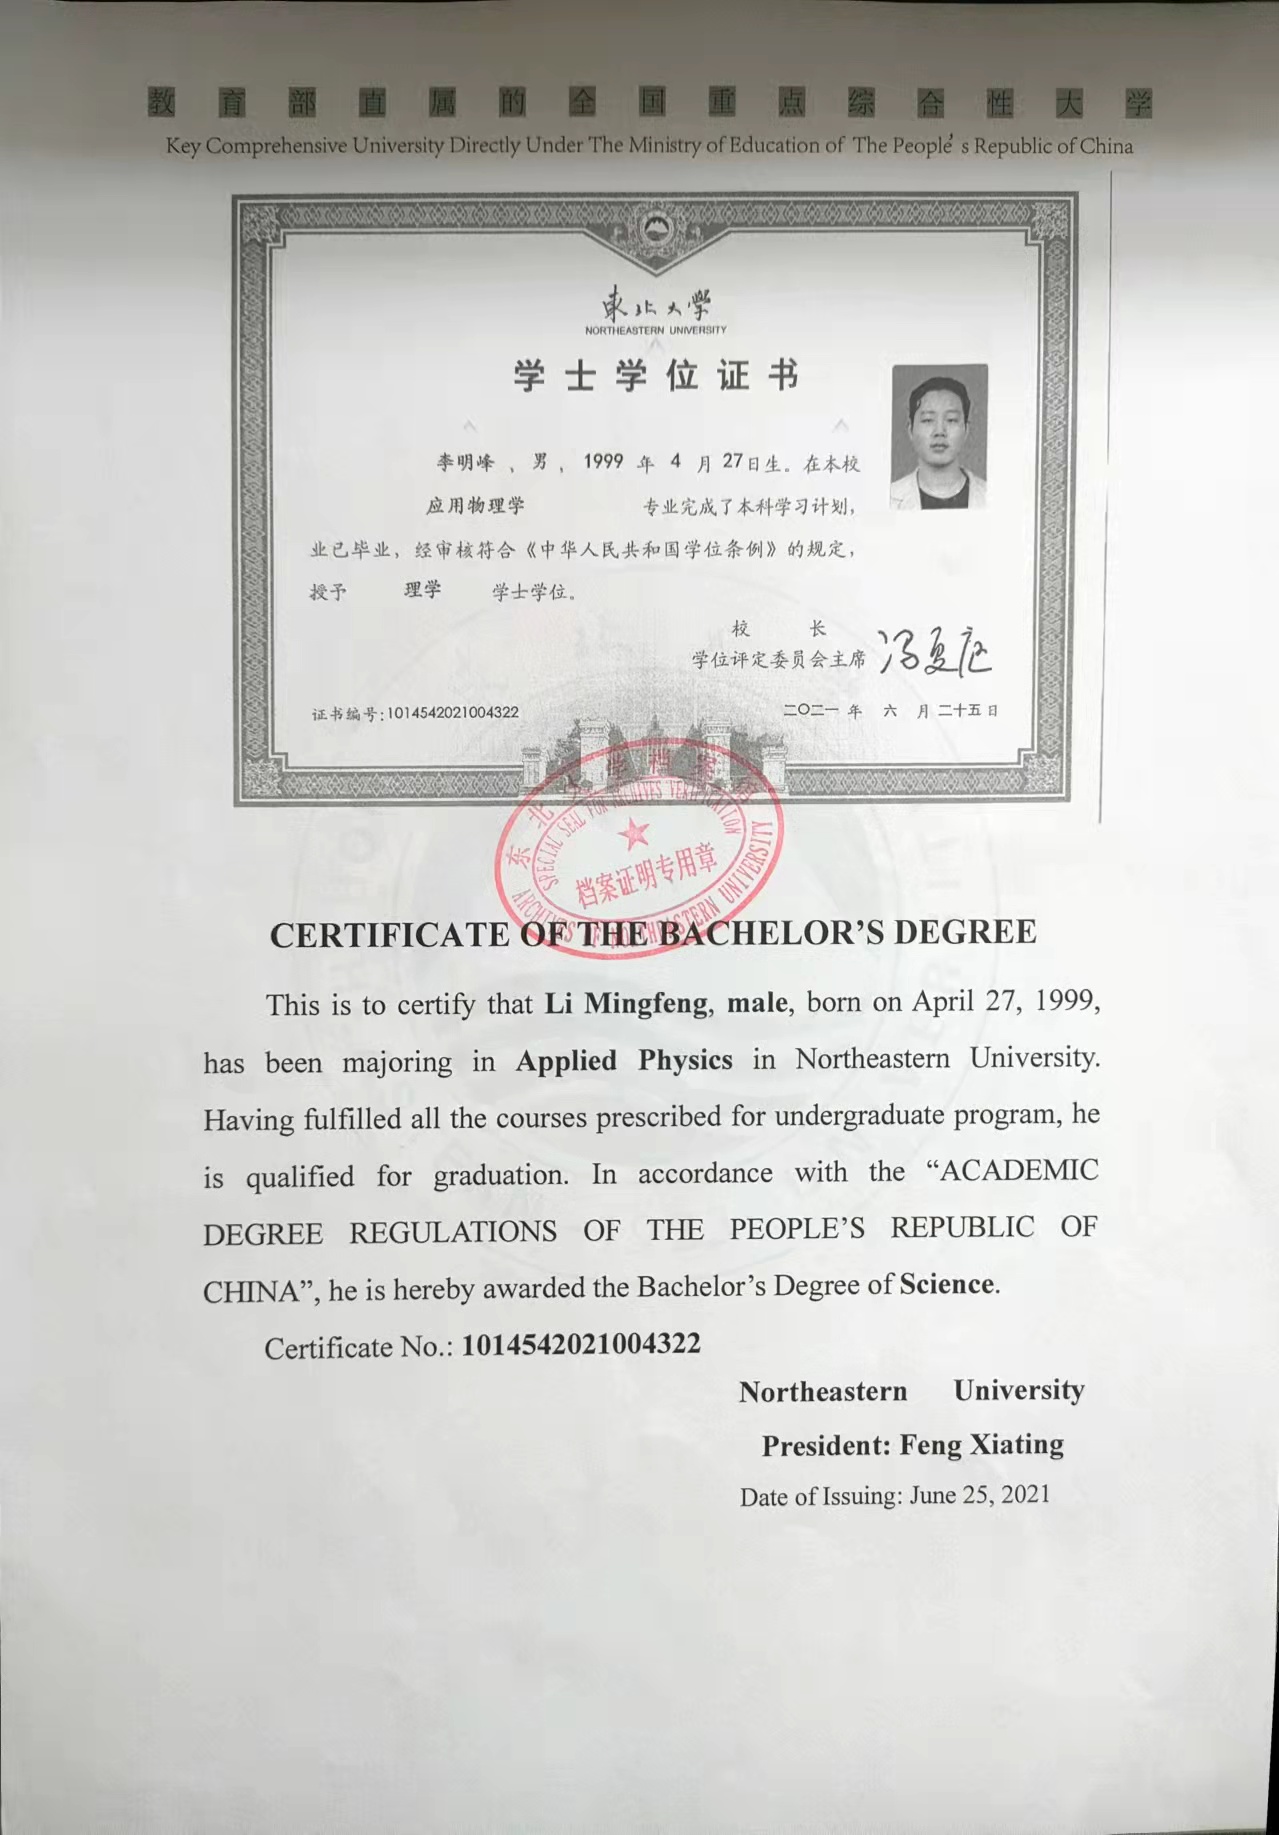 教育部直属的全国重点综合性大学
Key Comprehensive University Directly Under The Ministry of Education of The People's Republic of China
東北大学
NORTHEASTERN UNIVERSITY
学士学位证书
李明峰 、男，1999 年 4 月 27日生。在本校
应用物理学 专业完成了本科学习计划，
业已毕业，经审核符合《中华人民共和国学位条例》的规定，
授予 理学 学士学位。
校 长
学位评定委员会主席 冯夏庭
证书编号:1014542021004322
二〇二一 年 六 月 二十五 日
东北大学档案馆
SPECIAL SEAL FOR ARCHIVES VERIFICATION
档案证明专用章
ARCHIVES OF NORTHEASTERN UNIVERSITY
CERTIFICATE OF THE BACHELOR'S DEGREE
This is to certify that Li Mingfeng, male, born on April 27, 1999,
has been majoring in Applied Physics in Northeastern University.
Having fulfilled all the courses prescribed for undergraduate program, he
is qualified for graduation. In accordance with the “ACADEMIC
DEGREE REGULATIONS OF THE PEOPLE'S REPUBLIC OF
CHINA”, he is hereby awarded the Bachelor's Degree of Science.
Certificate No.: 1014542021004322
Northeastern University
President: Feng Xiating
Date of Issuing: June 25, 2021